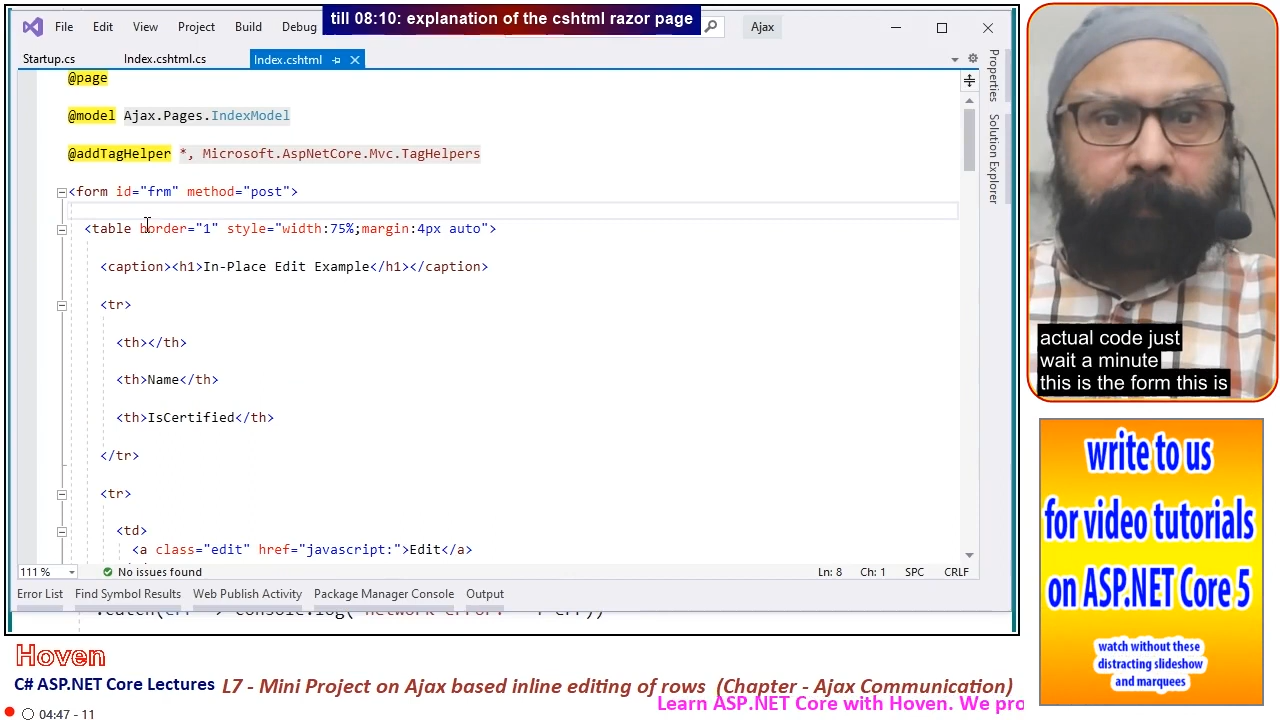 till 08:10: explanation of the cshtml razor page
File Edit View Project Build Debug Ajax
Startup.cs Index.cshtml.cs Index.cshtml
@page
@model Ajax.Pages.IndexModel
@addTagHelper *, Microsoft.AspNetCore.Mvc.TagHelpers
<form id="frm" method="post">
<table border="1" style="width:75%;margin:4px auto">
<caption><h1>In-Place Edit Example</h1></caption>
<tr>
<th></th>
<th>Name</th>
<th>IsCertified</th>
</tr>
<tr>
<td>
<a class="edit" href="javascript:">Edit</a>
111 % No issues found Ln: 8 Ch: 1 SPC CRLF
Error List Find Symbol Results Web Publish Activity Package Manager Console Output
Properties
Solution Explorer
actual code just
wait a minute
this is the form this is
write to us
for video tutorials
on ASP.NET Core 5
watch without these
distracting slideshow
and marquees
Hoven
C# ASP.NET Core Lectures L7 - Mini Project on Ajax based inline editing of rows (Chapter - Ajax Communication)
Learn ASP.NET Core with Hoven. We pro
04:47 - 11